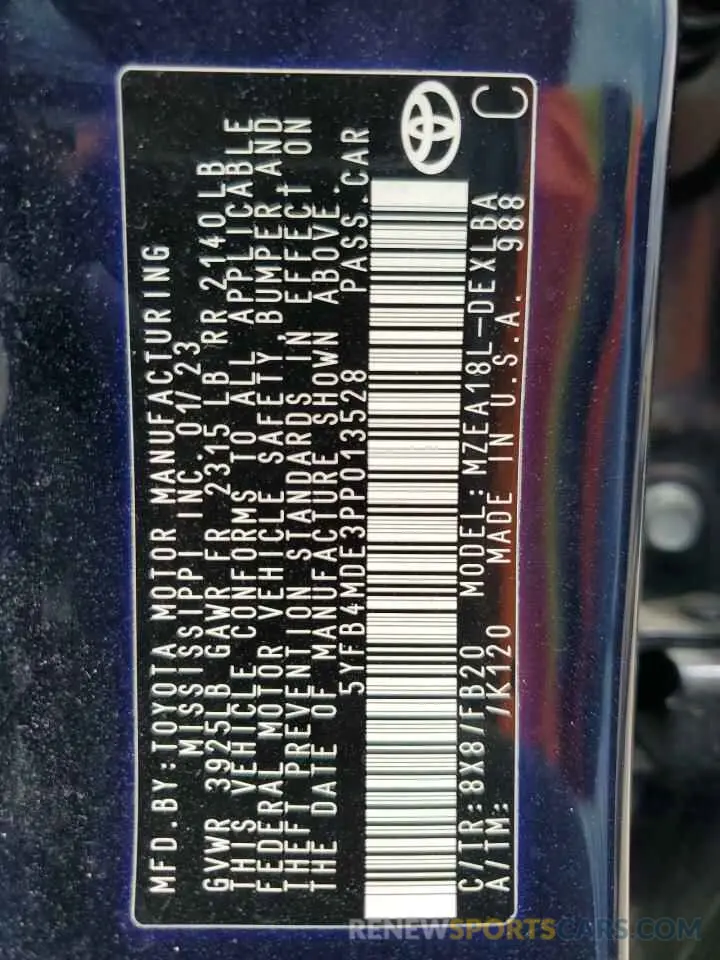 MFD.BY:TOYOTA MOTOR MANUFACTURING
MISSISSIPPI INC 01/23
GVWR 3925LB GAWR FR 2315 LB RR 2140LB
THIS VEHICLE CONFORMS TO ALL APPLICABLE
FEDERAL MOTOR VEHICLE SAFETY, BUMPER AND
THEFT PREVENTION STANDARDS IN EFFECT ON
THE DATE OF MANUFACTURE SHOWN ABOVE.
5YFB4MDE3PP013528 PASS.CAR
C/TR:8X8/FB20 MODEL:MZEA18L-DEXLBA
A/TM: /K120 MADE IN U.S.A. 988
C
RENEWSPORTSCARS.COM